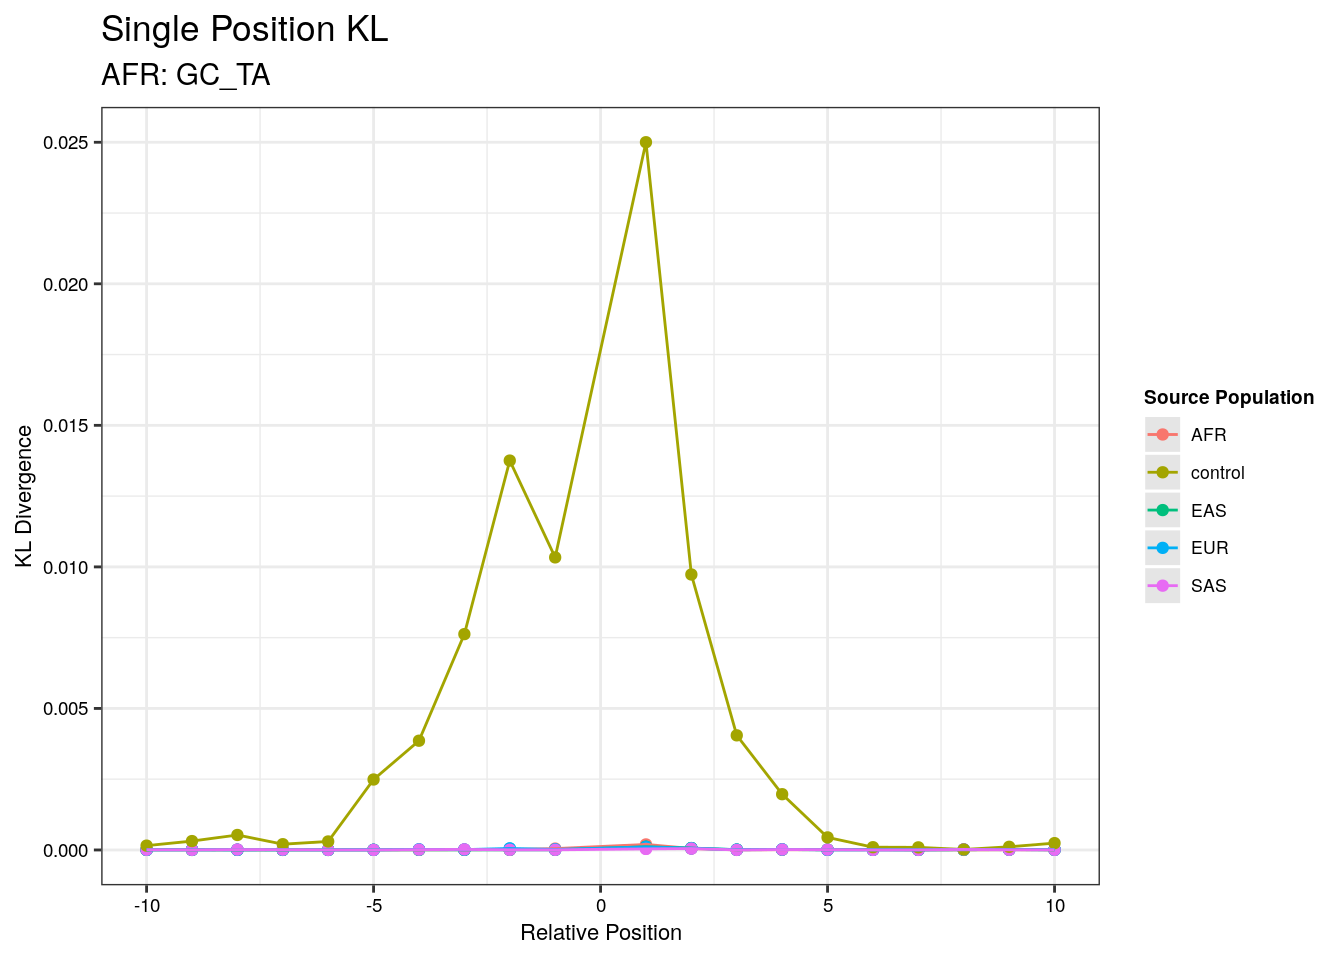 Single Position KL
AFR: GC_TA
0.025
0.020
0.015
0.010
0.005
0.000
KL Divergence
-10
-5
0
5
10
Relative Position
Source Population
AFR
control
EAS
EUR
SAS